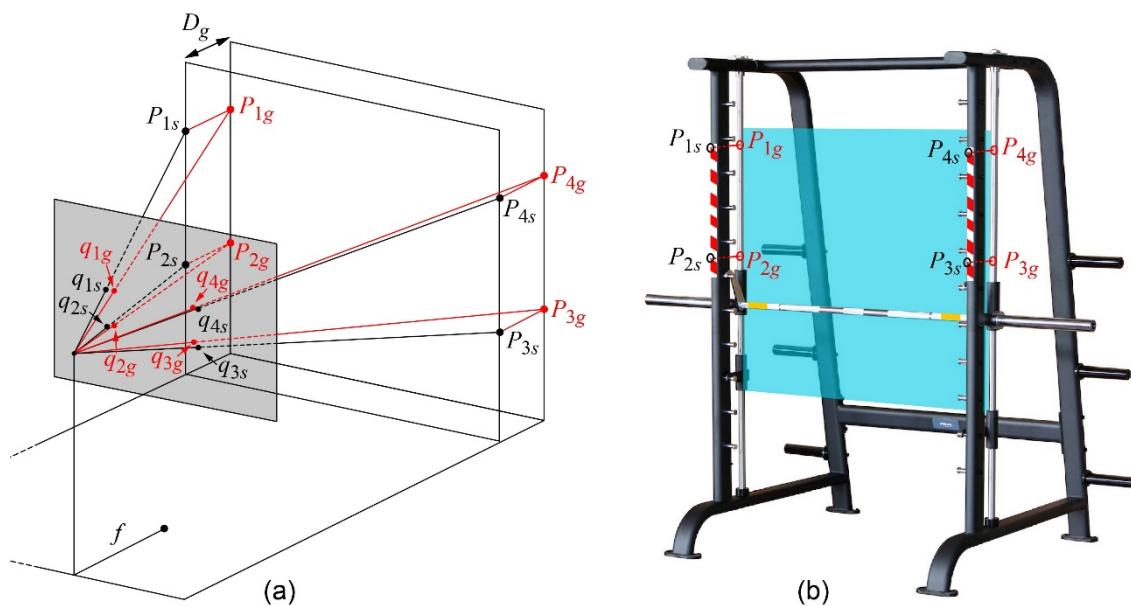 D_g
P_1s
P_1g
P_4g
P_4s
P_2s
P_2g
q_1g
q_1s
q_2s
q_4g
q_4s
P_3g
P_3s
q_2g
q_3g
q_3s
f
(a)
P_1s
P_1g
P_4s
P_4g
P_2s
P_2g
P_3s
P_3g
(b)